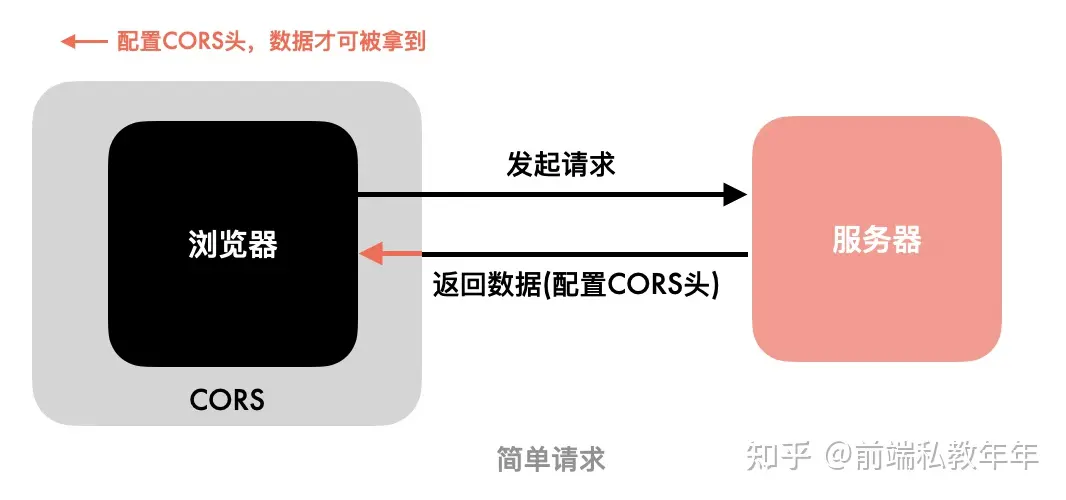 配置CORS头，数据才可被拿到
发起请求
浏览器
服务器
返回数据(配置CORS头)
CORS
简单请求
知乎 @前端私教年年